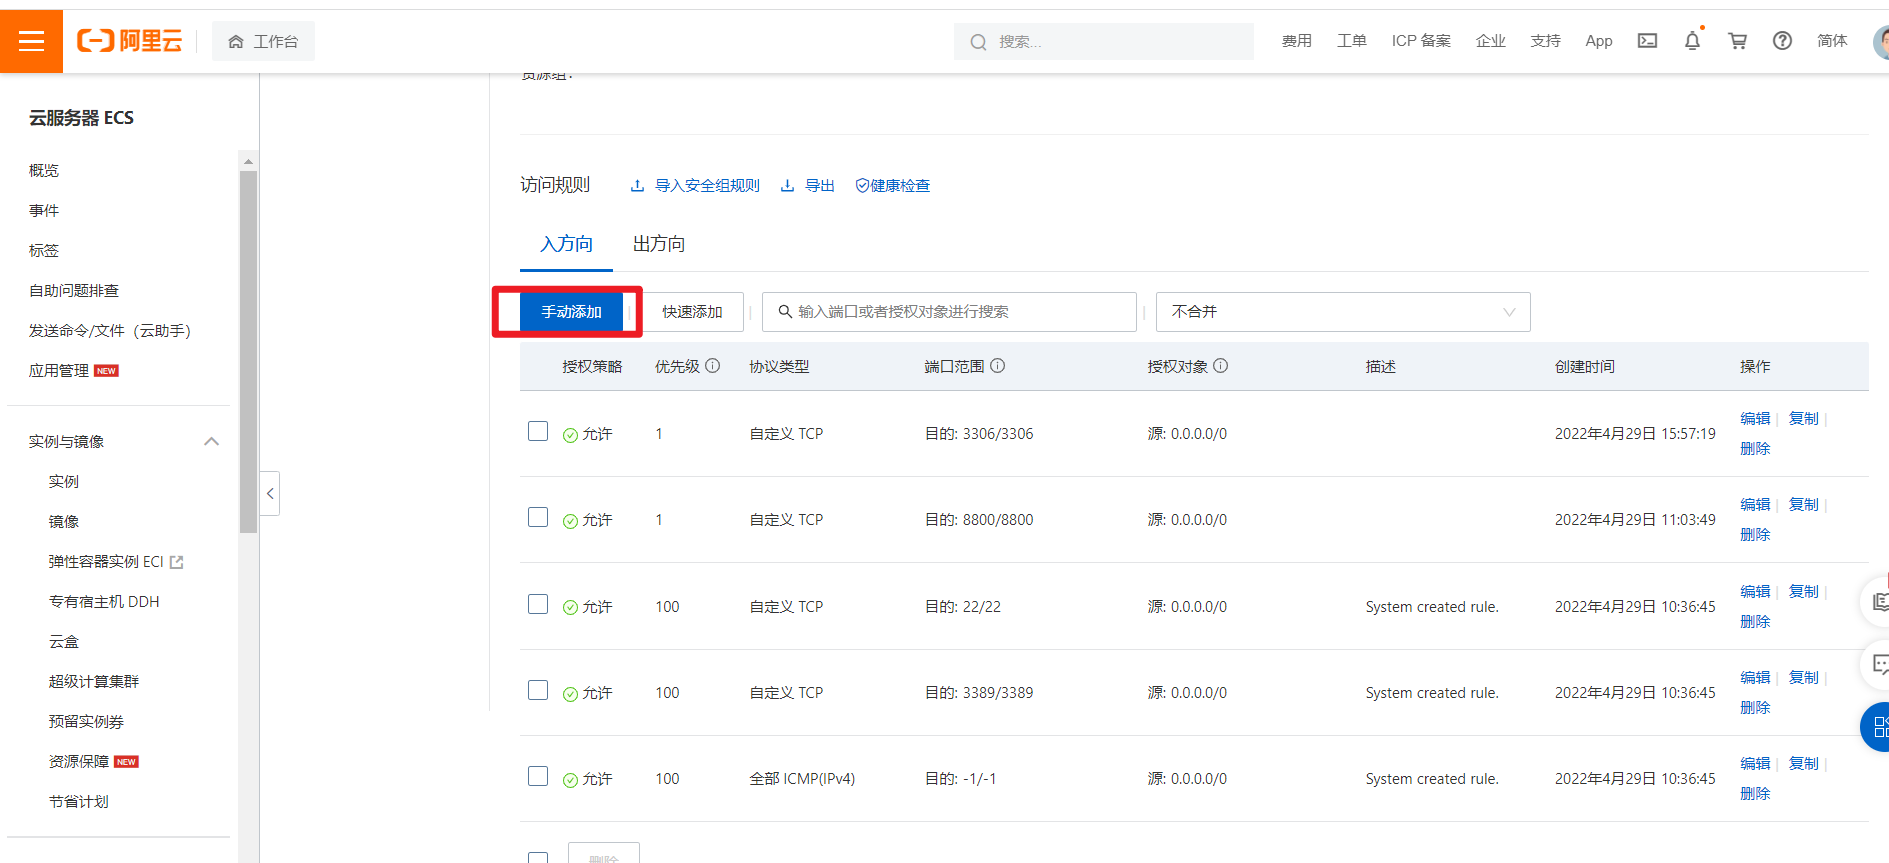 阿里云
工作台
搜索...
费用
工单
ICP 备案
企业
支持
App
简体
云服务器 ECS
概览
事件
标签
自助问题排查
发送命令/文件（云助手）
应用管理 NEW
实例与镜像
实例
镜像
弹性容器实例 ECI
专有宿主机 DDH
云盒
超级计算集群
预留实例券
资源保障 NEW
节省计划
资源组：
访问规则 导入安全组规则 导出 健康检查
入方向 出方向
手动添加 快速添加 输入端口或者授权对象进行搜索 不合并
授权策略 优先级 协议类型 端口范围 授权对象 描述 创建时间 操作
允许 1 自定义 TCP 目的: 3306/3306 源: 0.0.0.0/0 2022年4月29日 15:57:19 编辑 复制
删除
允许 1 自定义 TCP 目的: 8800/8800 源: 0.0.0.0/0 2022年4月29日 11:03:49 编辑 复制
删除
允许 100 自定义 TCP 目的: 22/22 源: 0.0.0.0/0 System created rule. 2022年4月29日 10:36:45 编辑 复制
删除
允许 100 自定义 TCP 目的: 3389/3389 源: 0.0.0.0/0 System created rule. 2022年4月29日 10:36:45 编辑 复制
删除
允许 100 全部 ICMP(IPv4) 目的: -1/-1 源: 0.0.0.0/0 System created rule. 2022年4月29日 10:36:45 编辑 复制
删除
删除